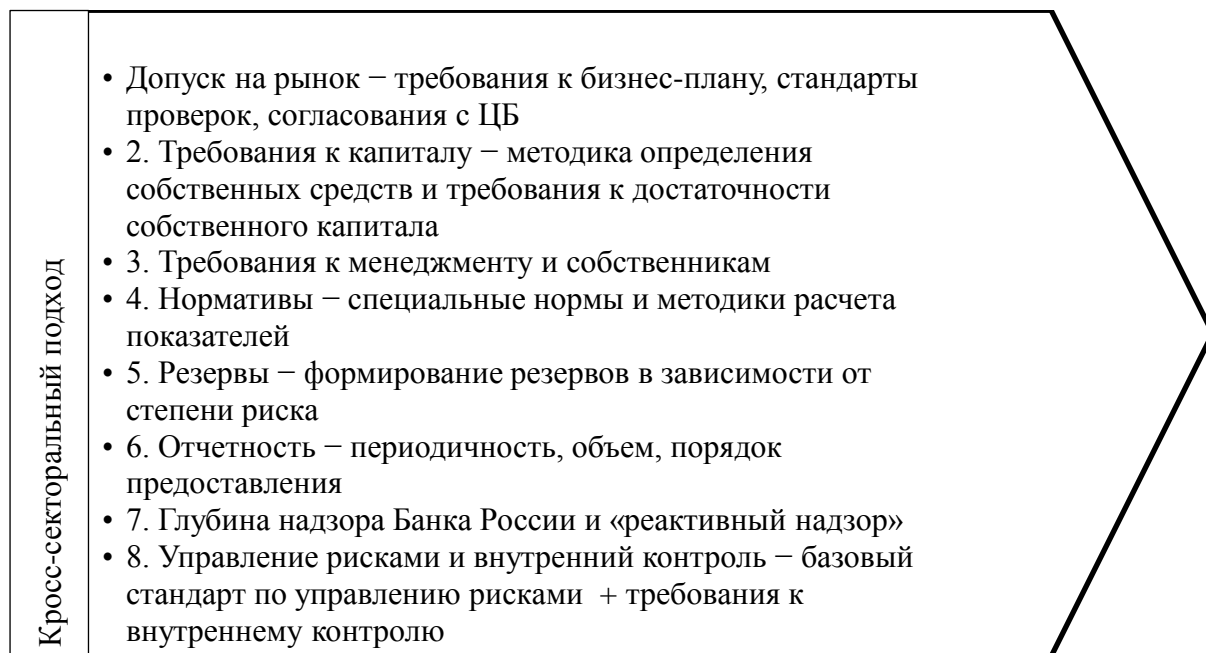 Кросс-секторальный подход
• Допуск на рынок − требования к бизнес-плану, стандарты
проверок, согласования с ЦБ
• 2. Требования к капиталу − методика определения
собственных средств и требования к достаточности
собственного капитала
• 3. Требования к менеджменту и собственникам
• 4. Нормативы − специальные нормы и методики расчета
показателей
• 5. Резервы − формирование резервов в зависимости от
степени риска
• 6. Отчетность − периодичность, объем, порядок
предоставления
• 7. Глубина надзора Банка России и «реактивный надзор»
• 8. Управление рисками и внутренний контроль − базовый
стандарт по управлению рисками + требования к
внутреннему контролю